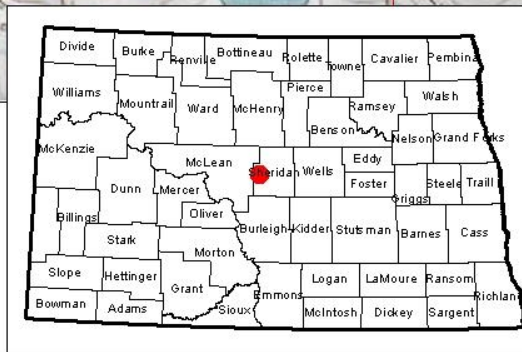 Divide Burke Renville Bottineau Rolette Towner Cavalier Pembina
Williams Mountrail Ward McHenry Pierce Ramsey Walsh
Benson Nelson Grand Forks
McKenzie McLean Sheridan Wells Eddy
Dunn Mercer Foster Griggs Steele Traill
Billings Oliver Burleigh Kidder Stutsman Barnes Cass
Stark Morton
Slope Hettinger Grant Emmons Logan LaMoure Ransom Richland
Bowman Adams Sioux McIntosh Dickey Sargent